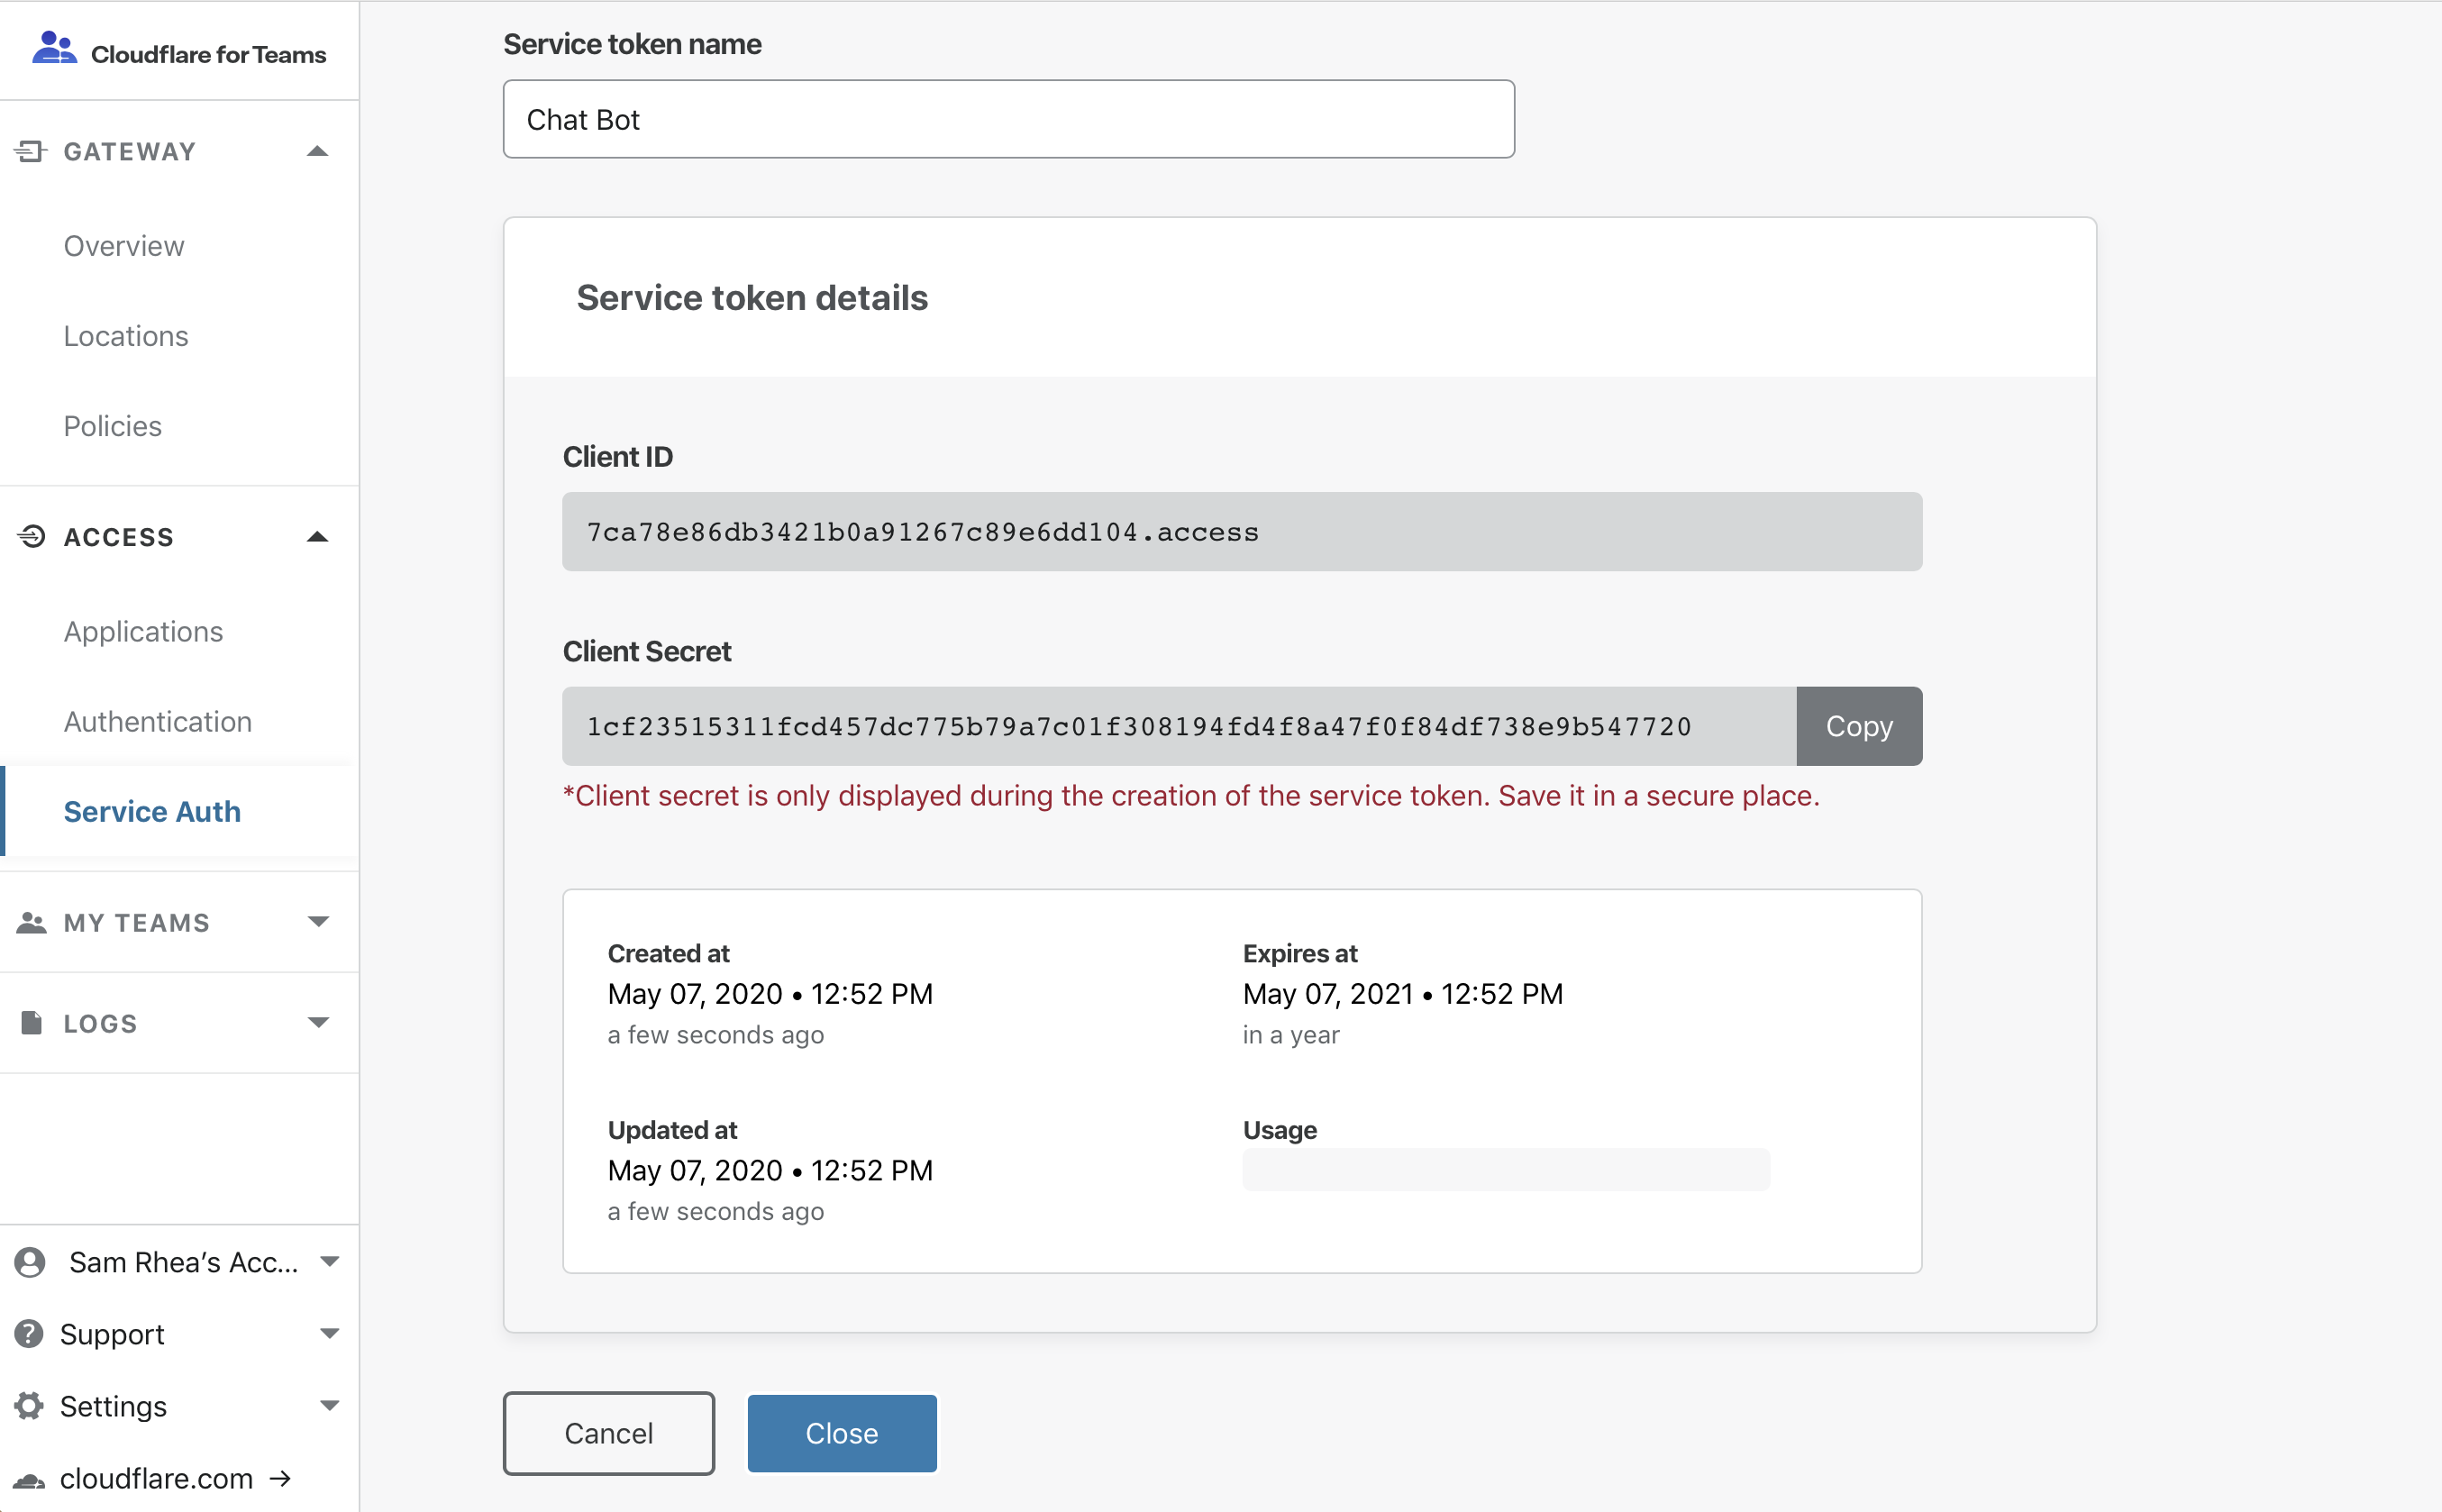 Cloudflare for Teams
GATEWAY
Overview
Locations
Policies
ACCESS
Applications
Authentication
Service Auth
MY TEAMS
LOGS
Sam Rhea’s Acc...
Support
Settings
cloudflare.com →
Service token name
Chat Bot
Service token details
Client ID
7ca78e86db3421b0a91267c89e6dd104.access
Client Secret
1cf23515311fcd457dc775b79a7c01f308194fd4f8a47f0f84df738e9b547720
Copy
*Client secret is only displayed during the creation of the service token. Save it in a secure place.
Created at
May 07, 2020 • 12:52 PM
a few seconds ago
Expires at
May 07, 2021 • 12:52 PM
in a year
Updated at
May 07, 2020 • 12:52 PM
a few seconds ago
Usage
Cancel
Close